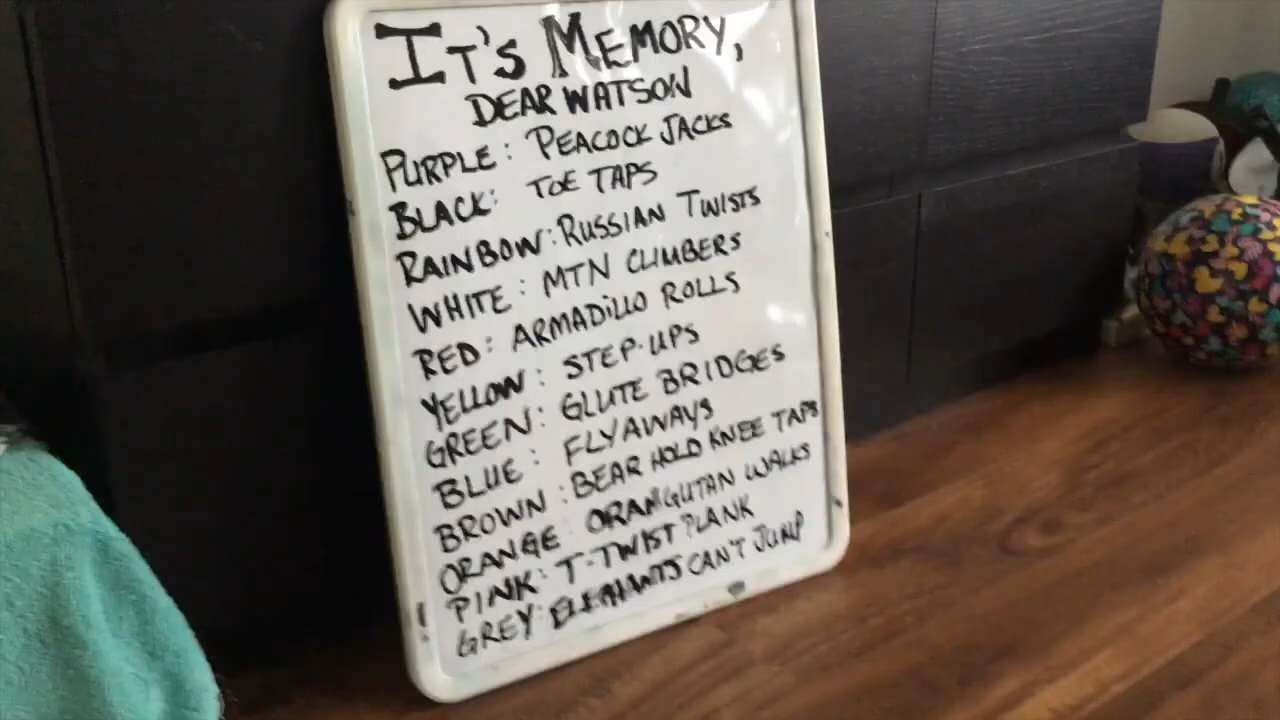 IT'S MEMORY,
DEAR WATSON
PURPLE: PEACOCK JACKS
BLACK: TOE TAPS
RAINBOW: RUSSIAN TWISTS
WHITE: MTN CLIMBERS
RED: ARMADILLO ROLLS
YELLOW: STEP-UPS
GREEN: GLUTE BRIDGES
BLUE: FLYAWAYS
BROWN: BEAR HOLD KNEE TAPS
ORANGE ORANGUTAN WALKS
PINK: T-TWIST PLANK
GREY: ELEPHANTS CAN'T JUMP